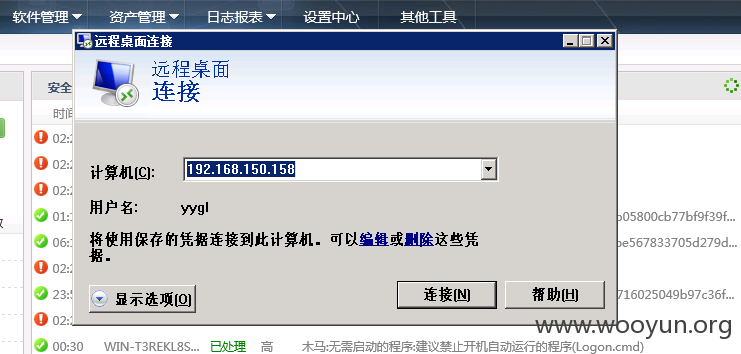 软件管理 资产管理 日志报表 设置中心 其他工具
远程桌面连接
安全
远程桌面
连接
时间
02:2
02:2
02:2
计算机(C): 192.168.150.158
用户名: yygl
01:1 b05800cb77bf9f39f...
将使用保存的凭据连接到此计算机。可以编辑或删除这些凭
据。
06:1 be567833705d279d...
02:2
23:5 716025049b97c36f...
显示选项(O) 连接(N) 帮助(H)
02:2
www.wooyun.org
00:30 WIN-T3REKL8S... 已处理 高 木马:无需启动的程序:建议禁止开机自动运行的程序(Logon.cmd)